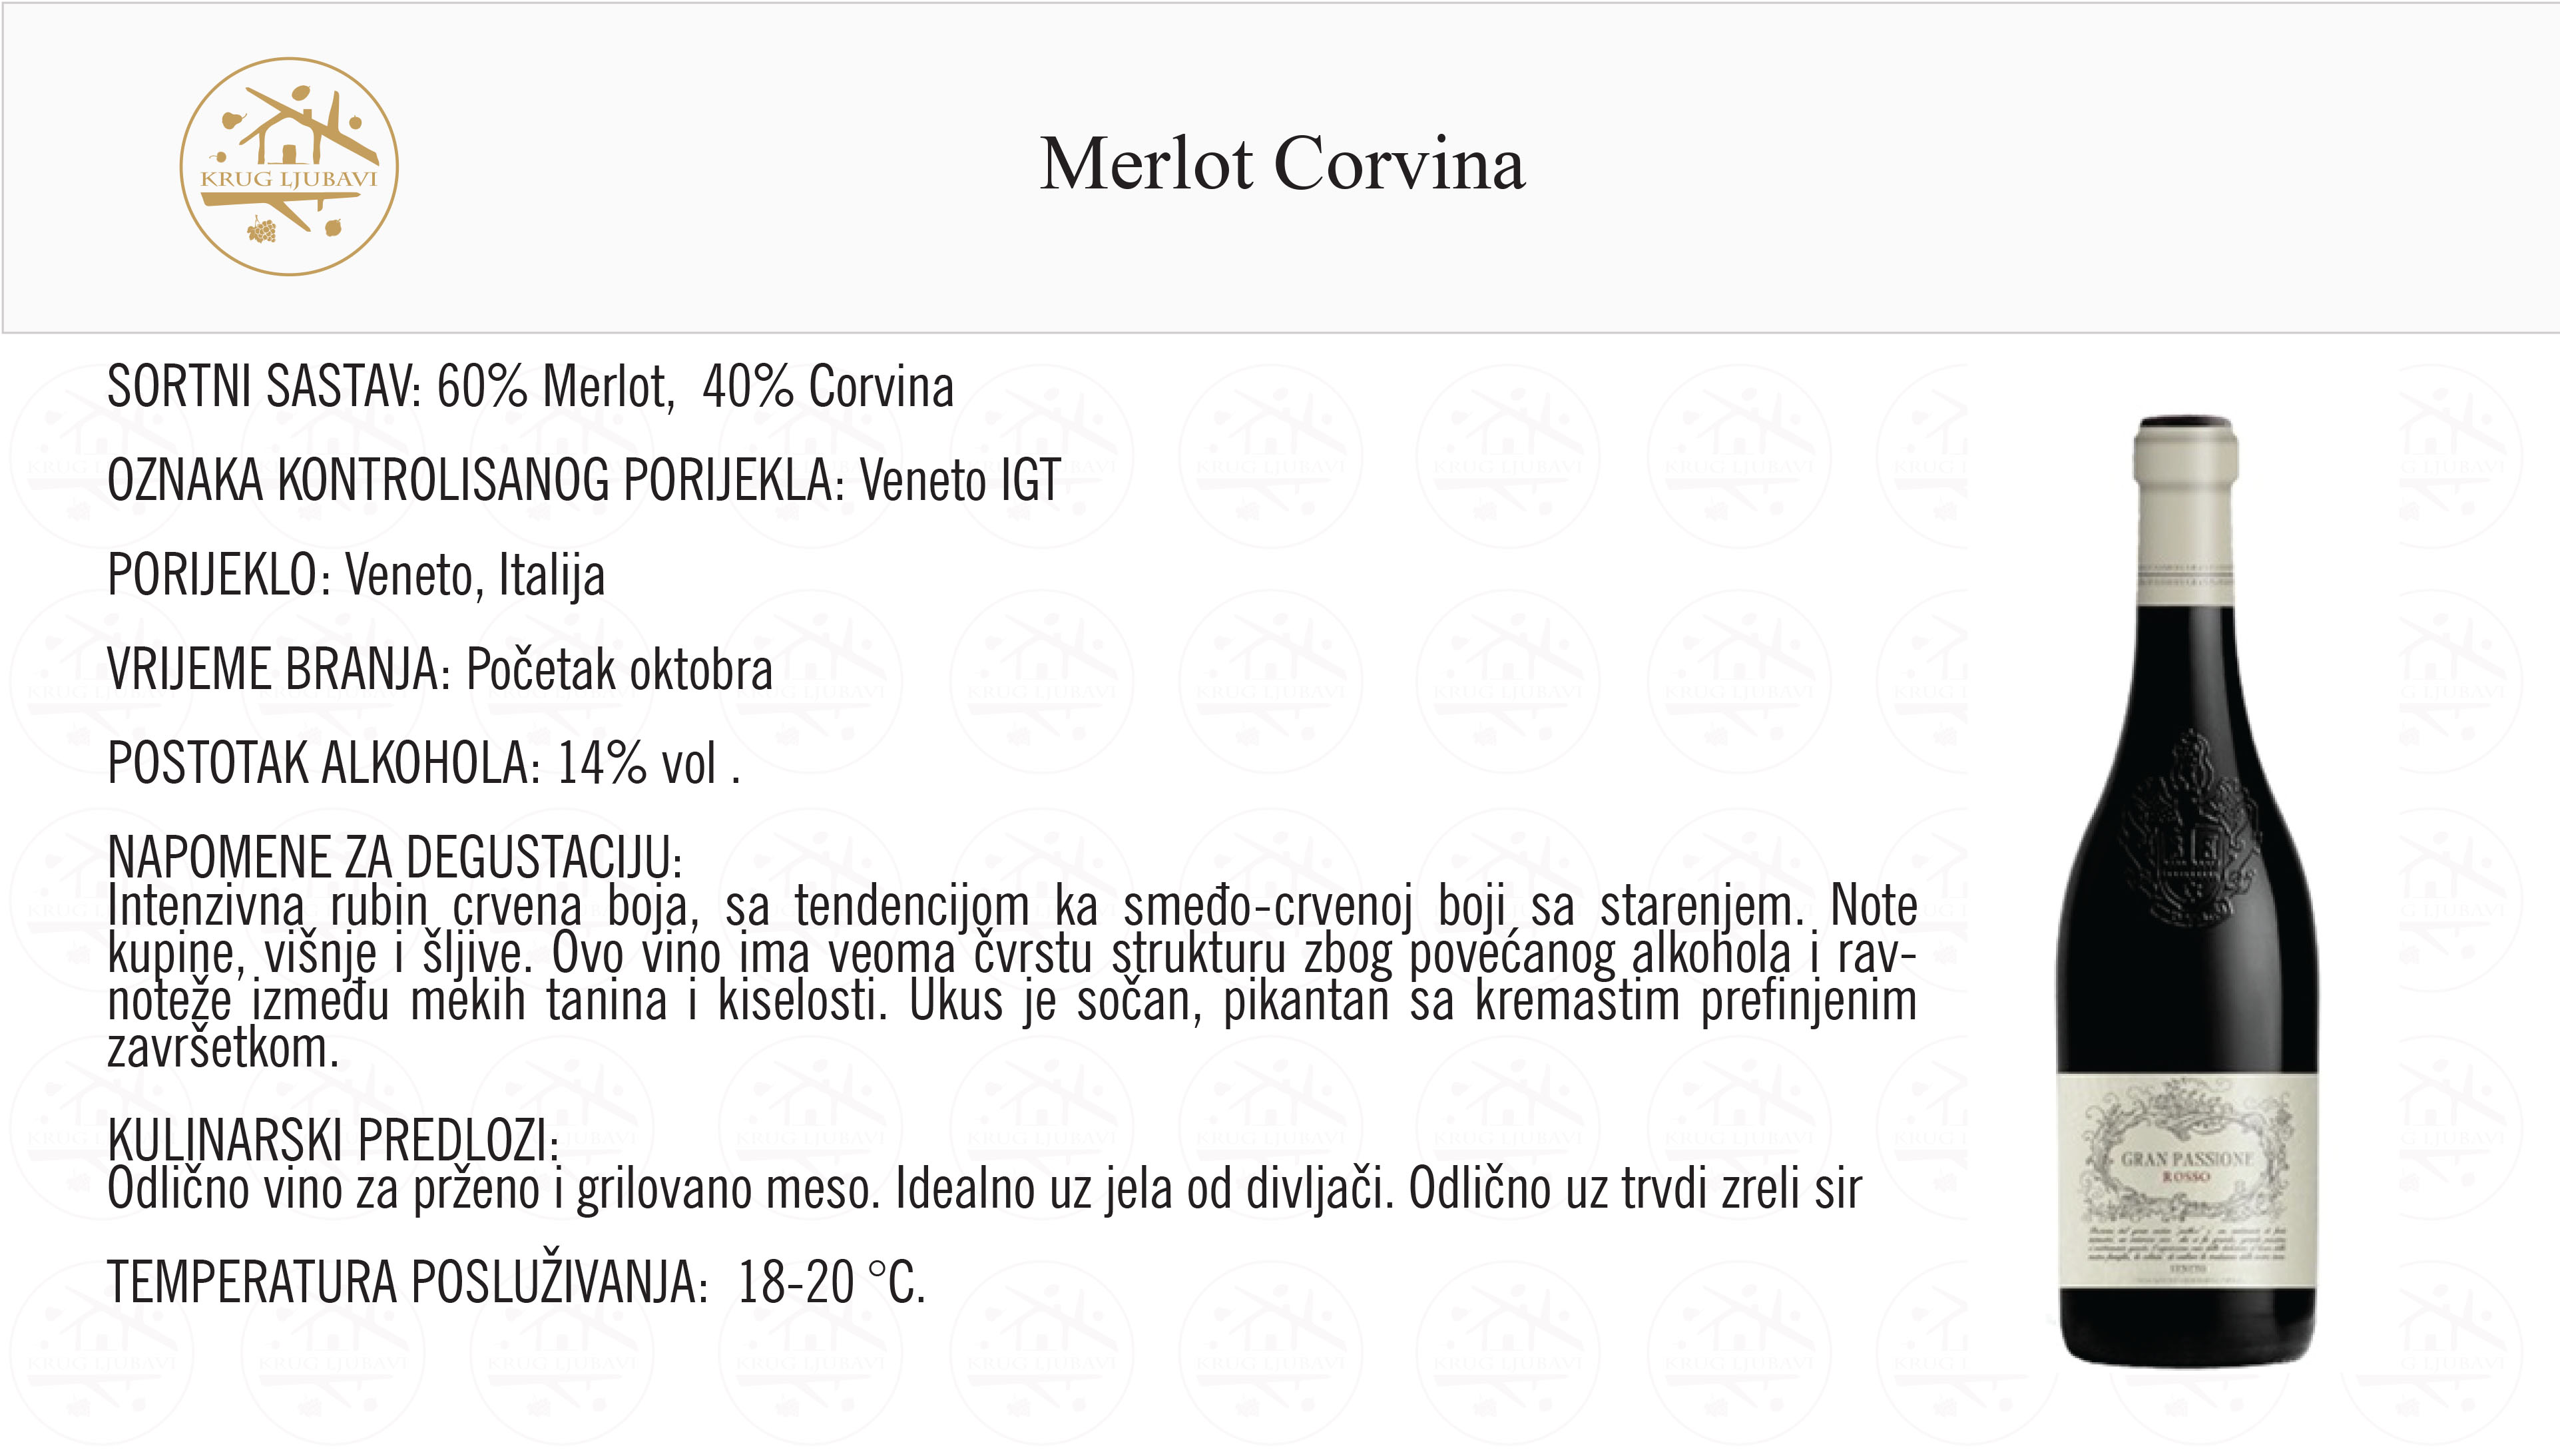 KRUG LJUBAVI
Merlot Corvina
SORTNI SASTAV: 60% Merlot,  40% Corvina
OZNAKA KONTROLISANOG PORIJEKLA: Veneto IGT
PORIJEKLO: Veneto, Italija
VRIJEME BRANJA: Početak oktobra
POSTOTAK ALKOHOLA: 14% vol .
NAPOMENE ZA DEGUSTACIJU:
Intenzivna rubin crvena boja, sa tendencijom ka smeđo-crvenoj boji sa starenjem. Note
kupine, višnje i šljive. Ovo vino ima veoma čvrstu strukturu zbog povećanog alkohola i rav-
noteže između mekih tanina i kiselosti. Ukus je sočan, pikantan sa kremastim prefinjenim
završetkom.
KULINARSKI PREDLOZI:
Odlično vino za prženo i grilovano meso. Idealno uz jela od divljači. Odlično uz trvdi zreli sir
TEMPERATURA POSLUŽIVANJA:  18-20 °C.
GRAN PASSIONE
ROSSO
VENETO